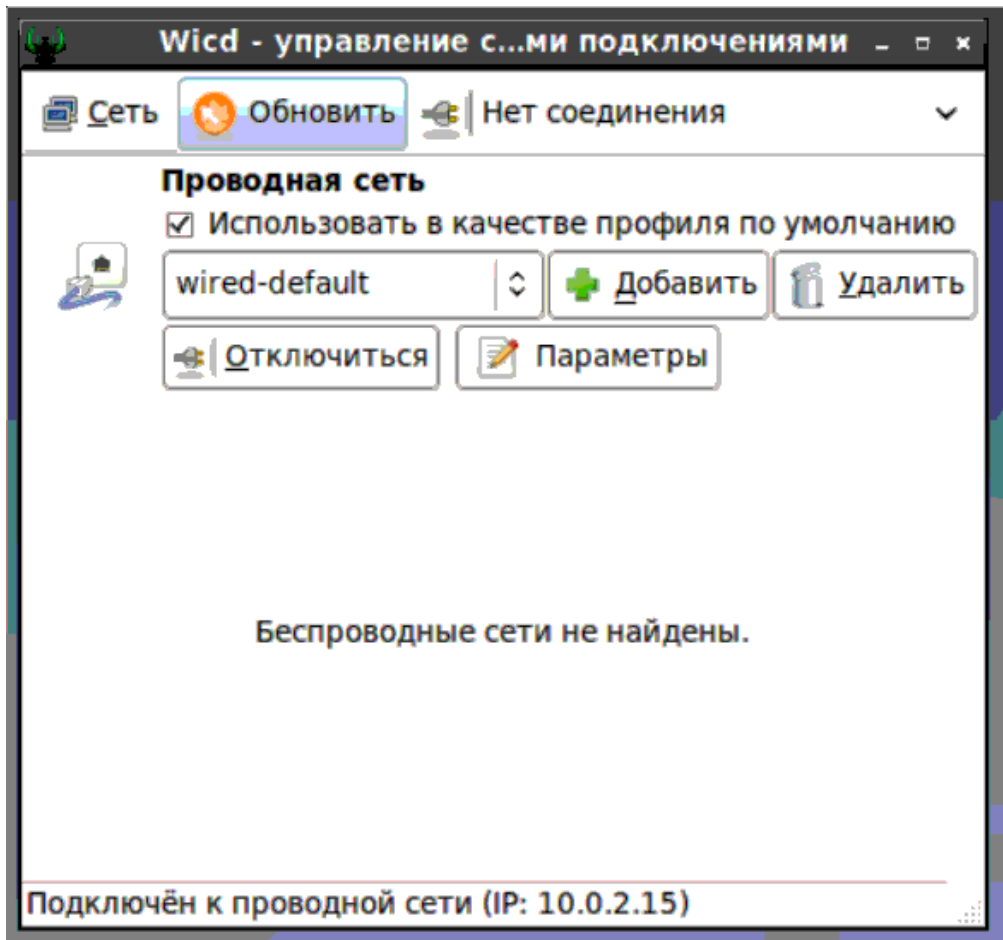 Wicd - управление с...ми подключениями
Сеть Обновить Нет соединения
Проводная сеть
Использовать в качестве профиля по умолчанию
wired-default Добавить Удалить
Отключиться Параметры
Беспроводные сети не найдены.
Подключён к проводной сети (IP: 10.0.2.15)